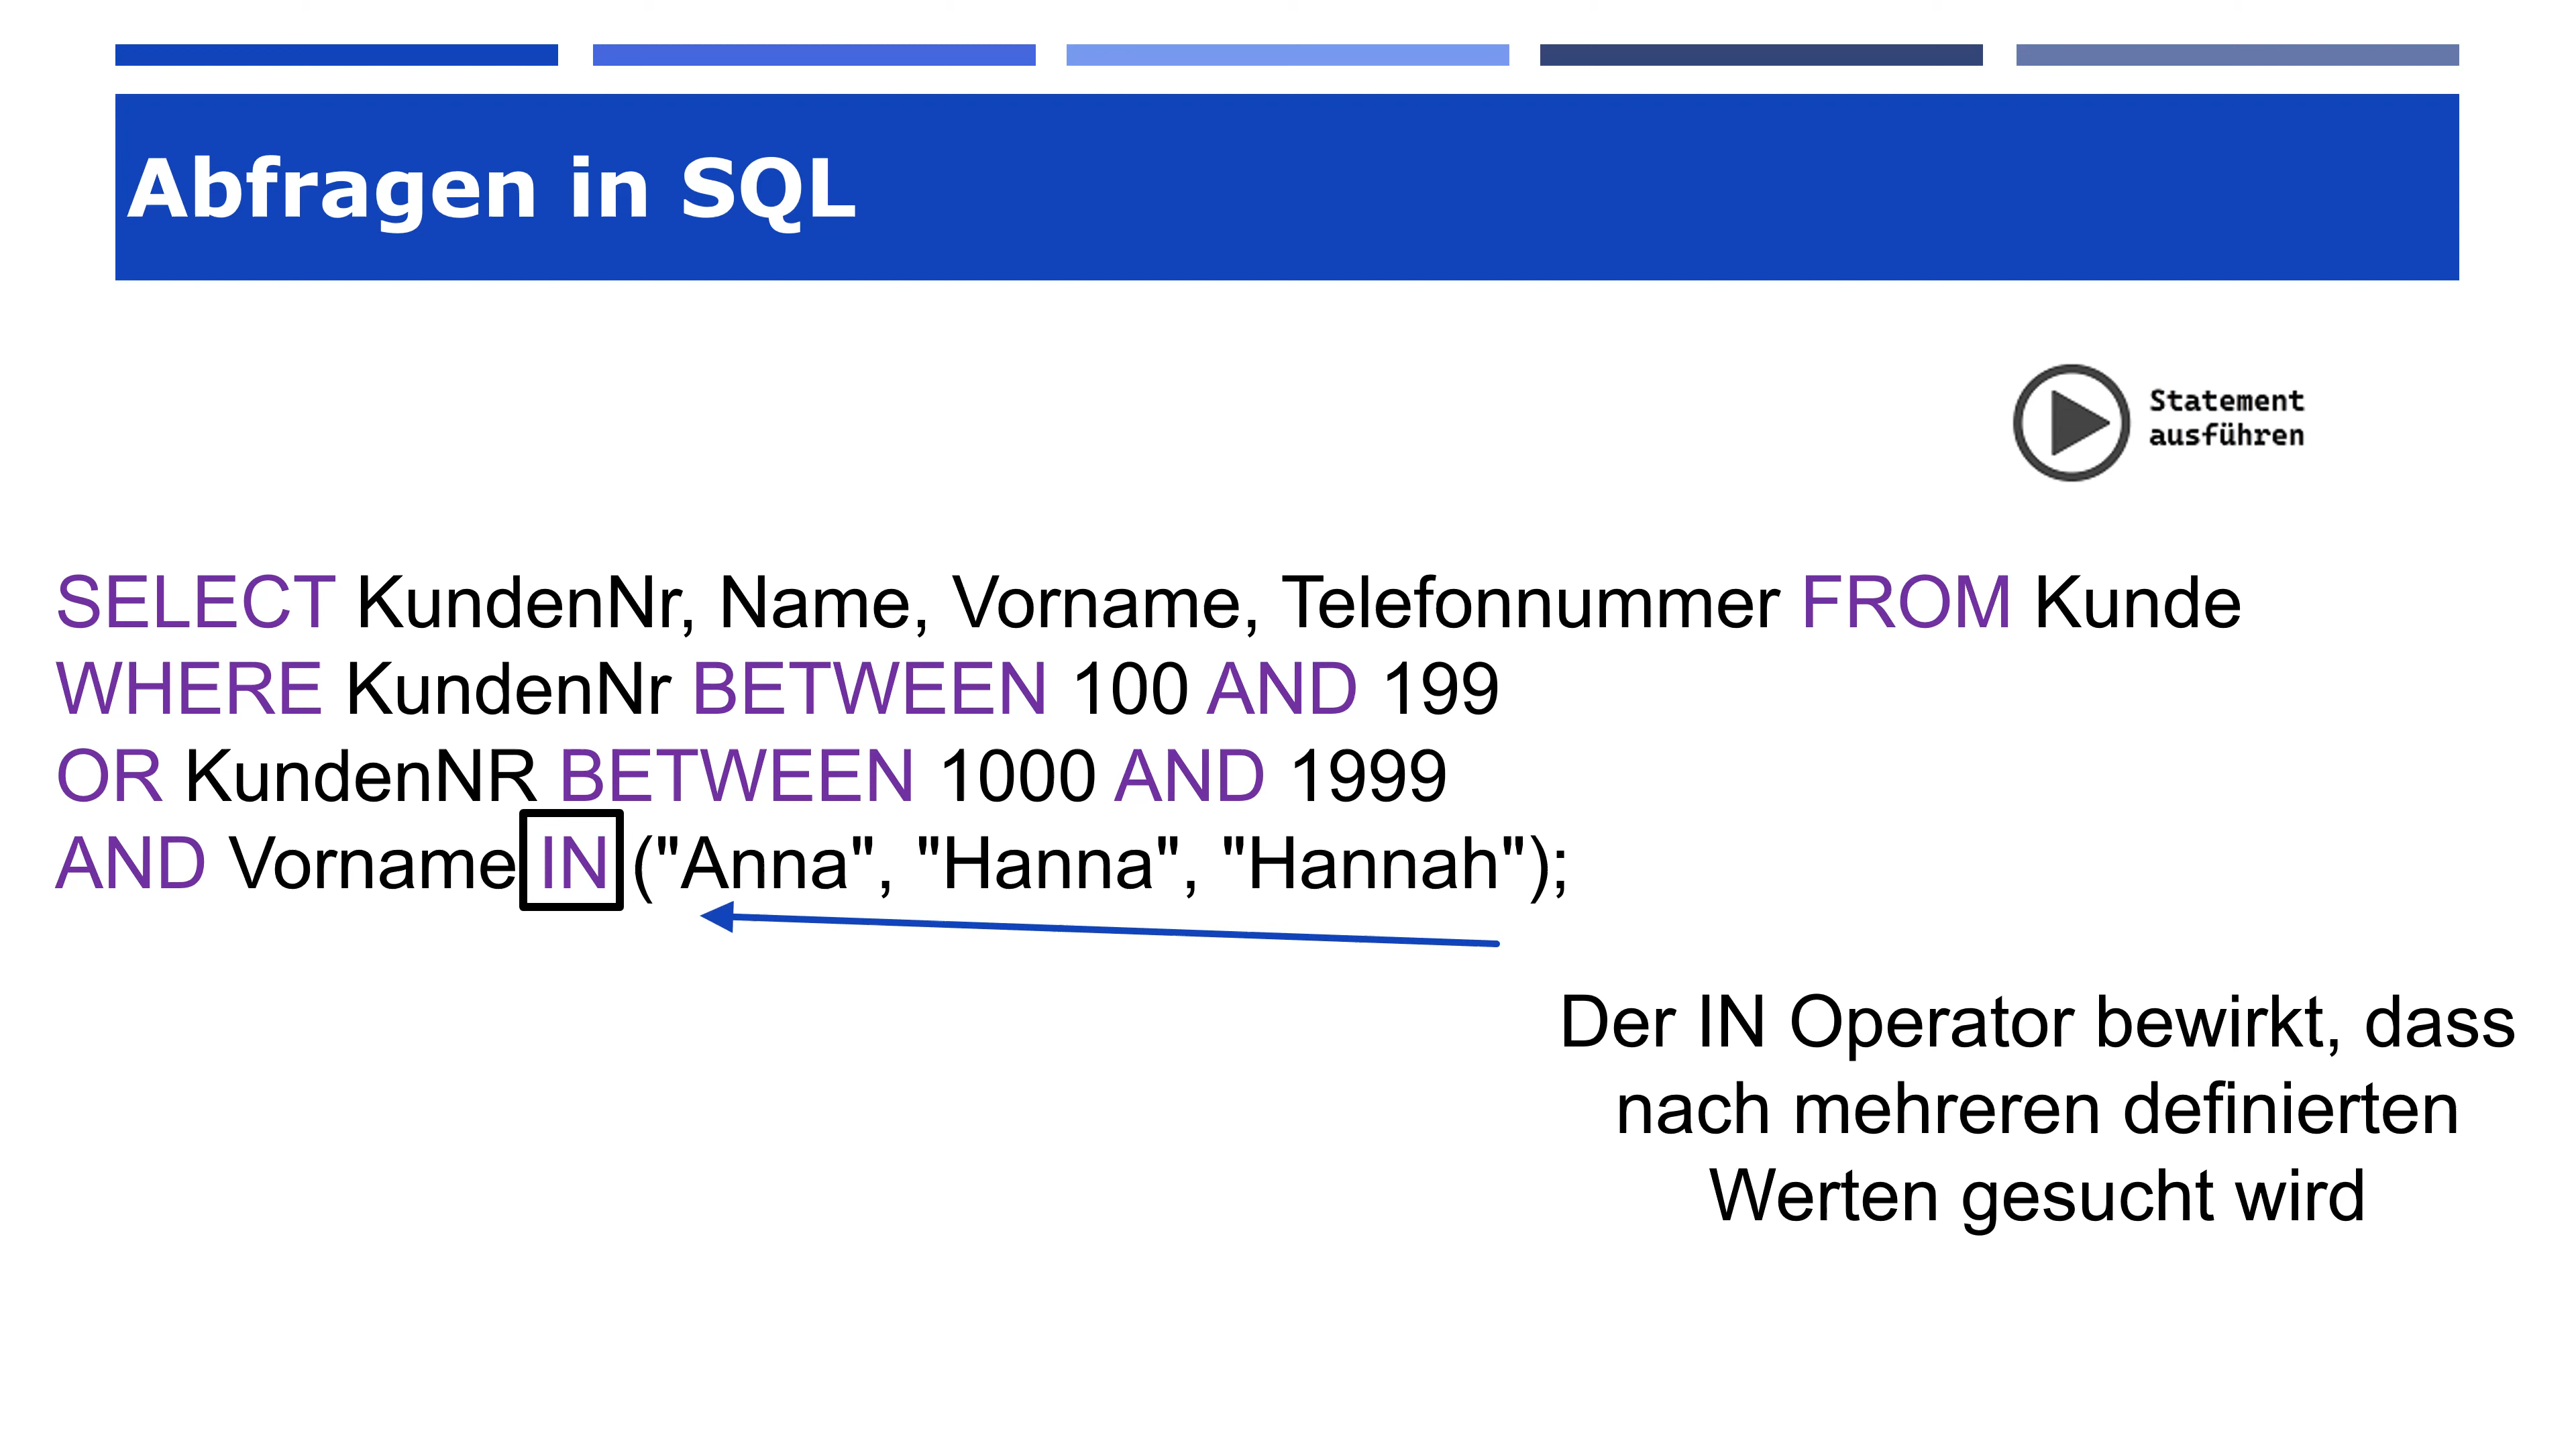 Abfragen in SQL
Statement
ausführen
SELECT KundenNr, Name, Vorname, Telefonnummer FROM Kunde
WHERE KundenNr BETWEEN 100 AND 199
OR KundenNR BETWEEN 1000 AND 1999
AND Vorname IN ("Anna", "Hanna", "Hannah");
Der IN Operator bewirkt, dass
nach mehreren definierten
Werten gesucht wird